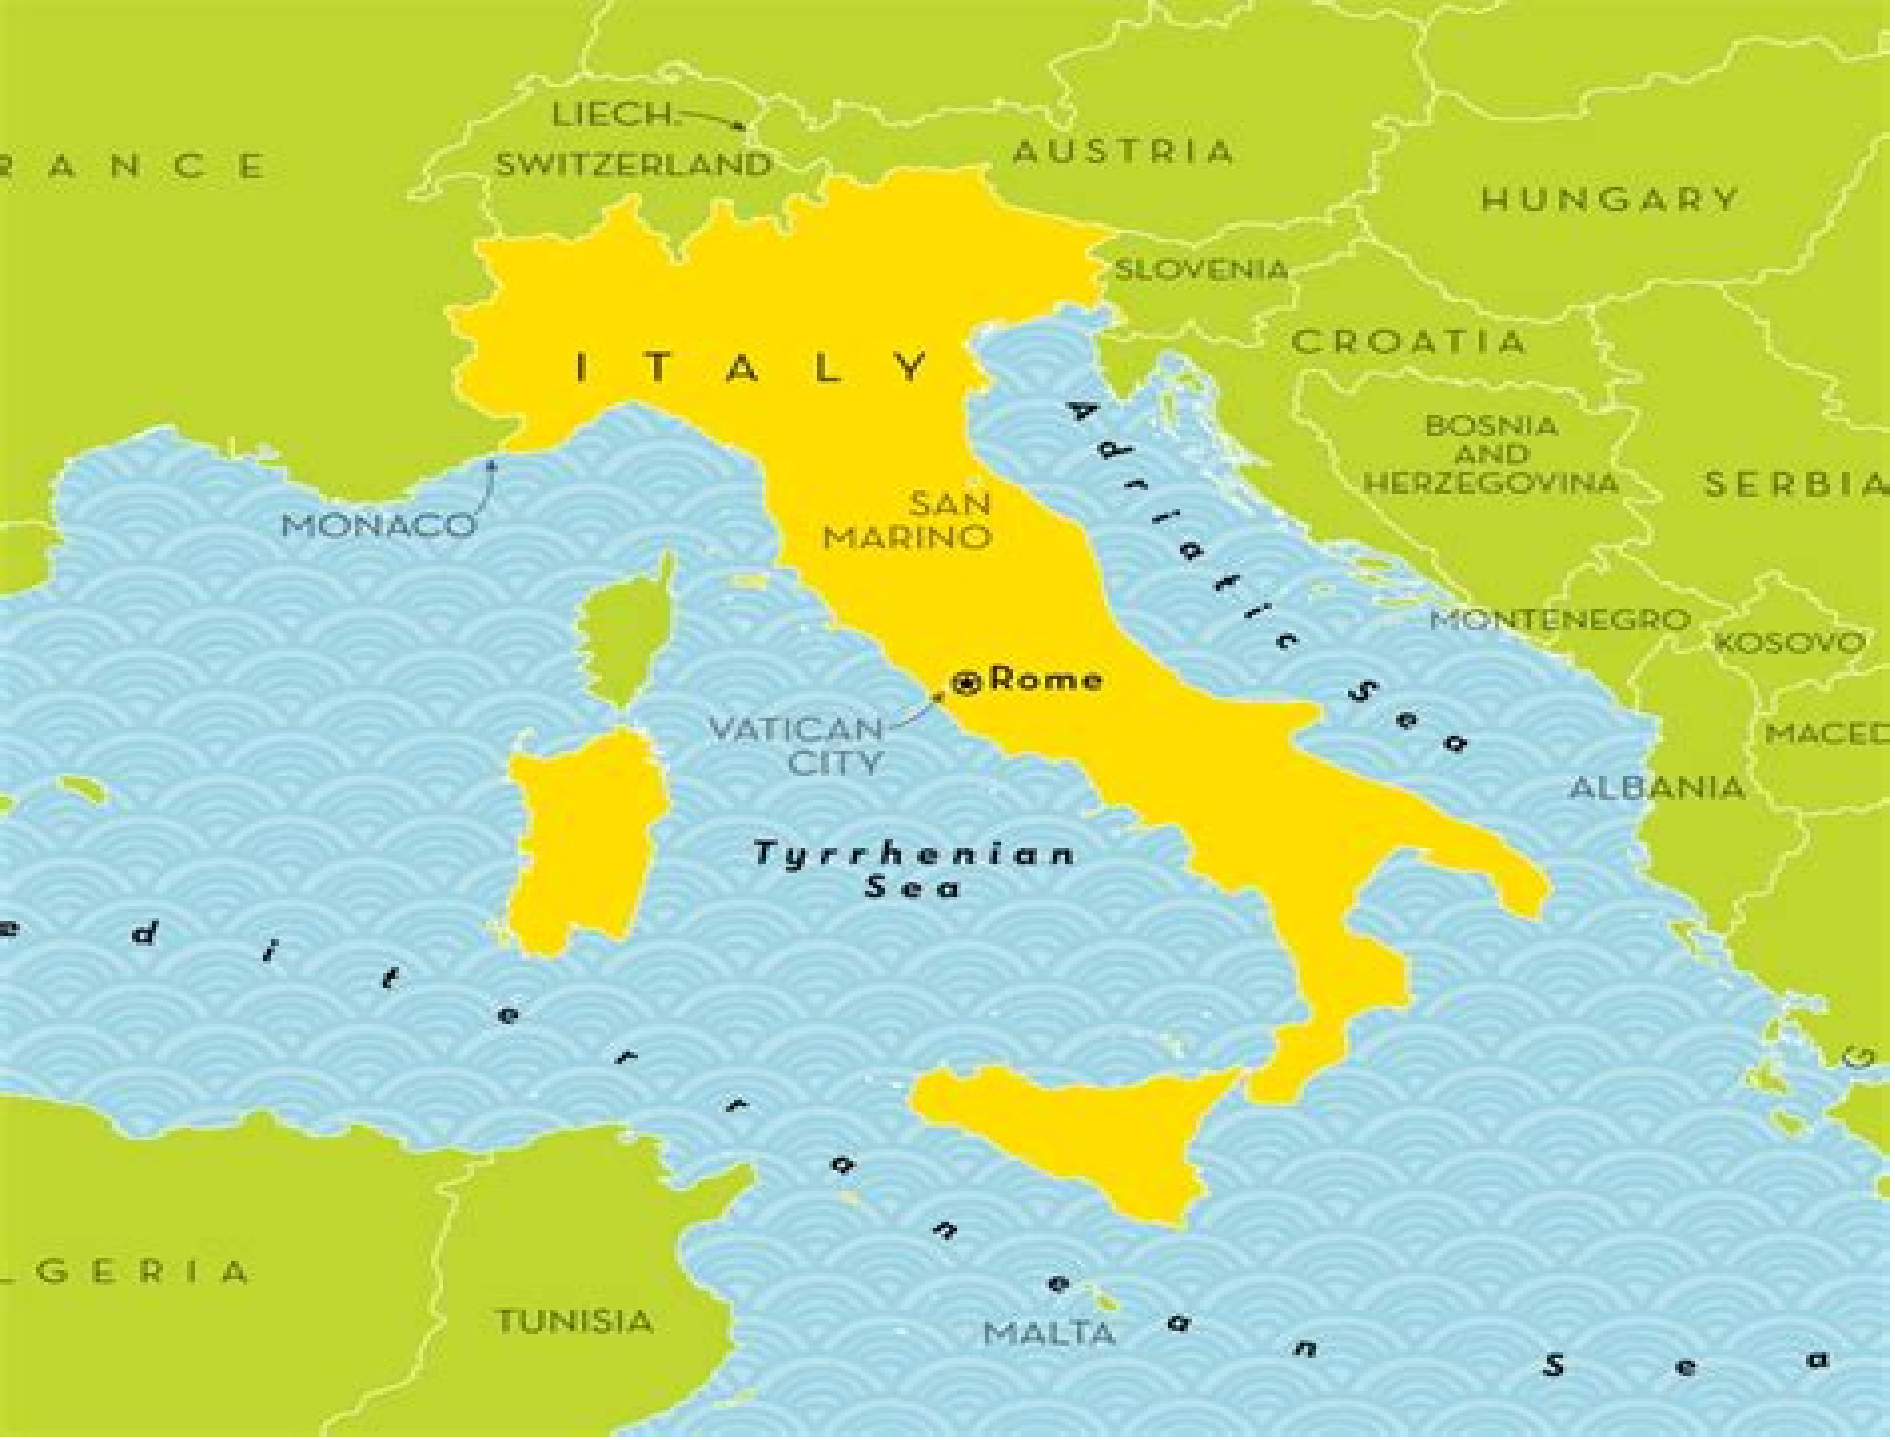 LIECH.
SWITZERLAND
AUSTRIA
RANCE
HUNGARY
SLOVENIA
CROATIA
ITALY
BOSNIA
AND
HERZEGOVINA
SERBIA
Adriatic Sea
SAN
MARINO
MONACO
MONTENEGRO
KOSOVO
Rome
VATICAN
CITY
MACED
ALBANIA
Tyrrhenian
Sea
editerranean Sea
G
LGERIA
TUNISIA
MALTA